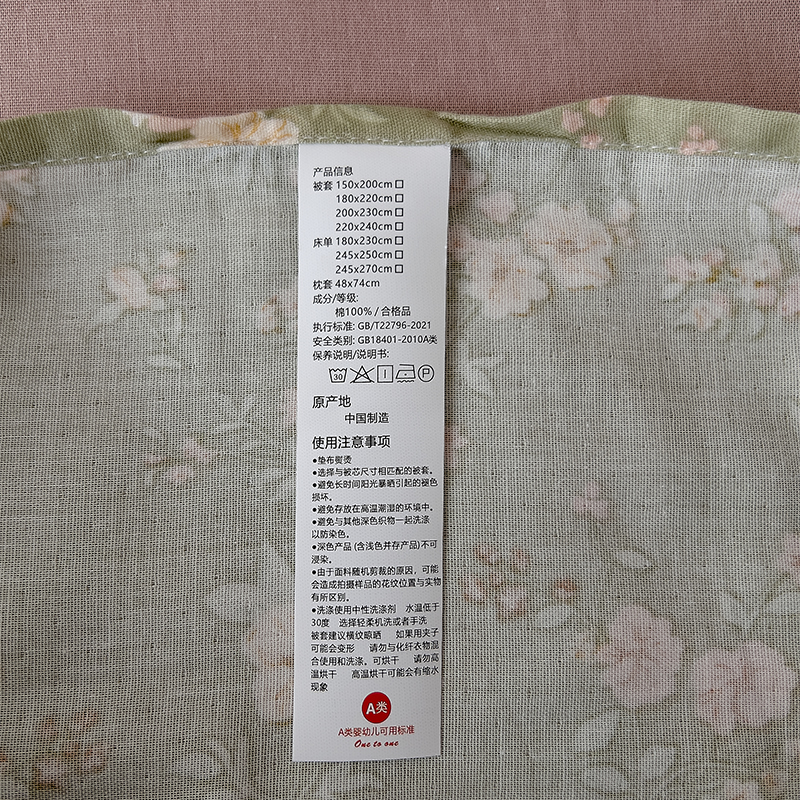 产品信息
被套 150x200cm□
180x220cm□
200x230cm□
220x240cm□
床单 180x230cm□
245x250cm□
245x270cm□
枕套 48x74cm
成分/等级:
棉100% / 合格品
执行标准: GB/T22796-2021
安全类别: GB18401-2010A类
保养说明/说明书:
30 P
原产地
中国制造
使用注意事项
●垫布熨烫
●选择与被芯尺寸相匹配的被套。
●避免长时间阳光暴晒引起的褪色
损坏。
●避免存放在高温潮湿的环境中。
●避免与其他深色织物一起洗涤
以防染色。
●深色产品 (含浅色并存产品)不可
浸染。
●由于面料随机剪裁的原因，可能
会造成拍摄样品的花纹位置与实物
有所区别。
●洗涤使用中性洗涤剂 水温低于
30度 选择轻柔机洗或者手洗
被套建议横纹晾晒 如果用夹子
可能会变形 请勿与化纤衣物混
合使用和洗涤。可烘干 请勿高
温烘干 高温烘干可能会有缩水
现象
A类
A类婴幼儿可用标准
One to one